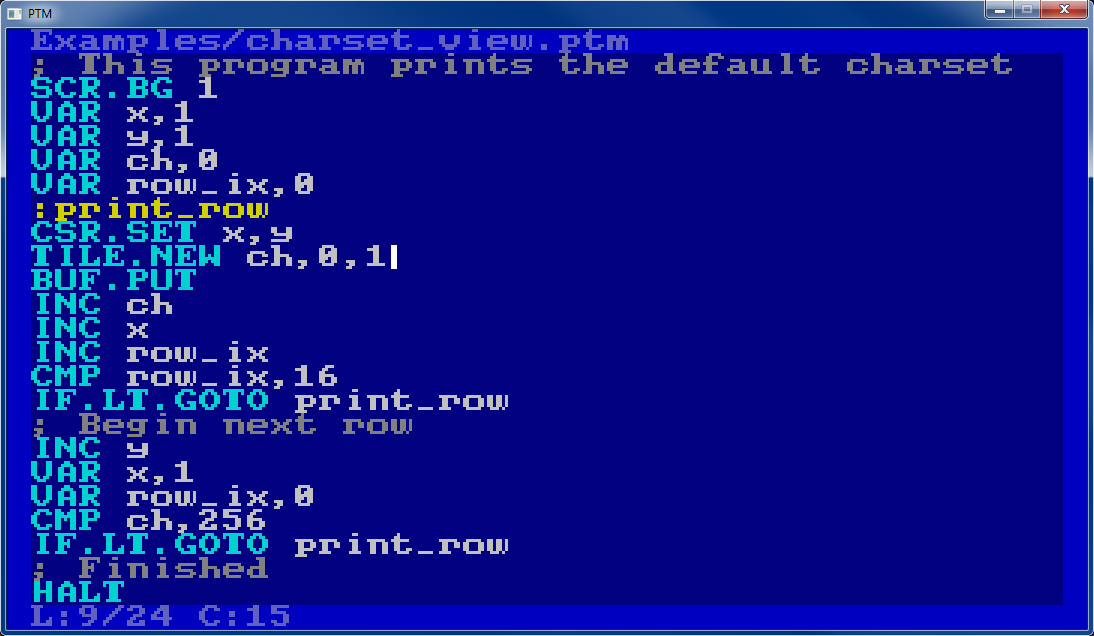 PTM
Examples/charset_view.ptm
; This program prints the default charset
SCR.BG 1
VAR x,1
VAR y,1
VAR ch,0
VAR row_ix,0
:print_row
CSR.SET x,y
TILE.NEW ch,0,1
BUF.PUT
INC ch
INC x
INC row_ix
CMP row_ix,16
IF.LT.GOTO print_row
; Begin next row
INC y
VAR x,1
VAR row_ix,0
CMP ch,256
IF.LT.GOTO print_row
; Finished
HALT
L:9/24 C:15